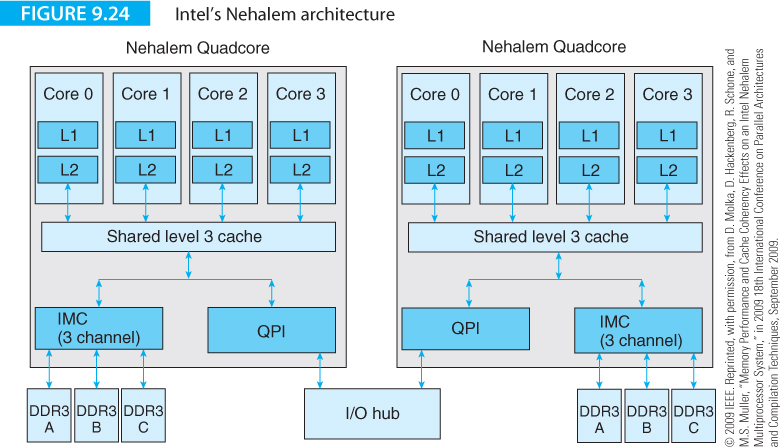 FIGURE 9.24 Intel's Nehalem architecture
Nehalem Quadcore
Core 0 Core 1 Core 2 Core 3
L1 L1 L1 L1
L2 L2 L2 L2
Shared level 3 cache
IMC
(3 channel)
QPI
DDR3
A
DDR3
B
DDR3
C
Nehalem Quadcore
Core 0 Core 1 Core 2 Core 3
L1 L1 L1 L1
L2 L2 L2 L2
Shared level 3 cache
QPI
IMC
(3 channel)
I/O hub
DDR3
A
DDR3
B
DDR3
C
© 2009 IEEE. Reprinted, with permission, from D. Molka, D. Hackenberg, R. Schone, and
M.S. Muller, "Memory Performance and Cache Coherency Effects on an Intel Nehalem
Multiprocessor System," in 2009 18th International Conference on Parallel Architectures
and Compilation Techniques, September 2009.